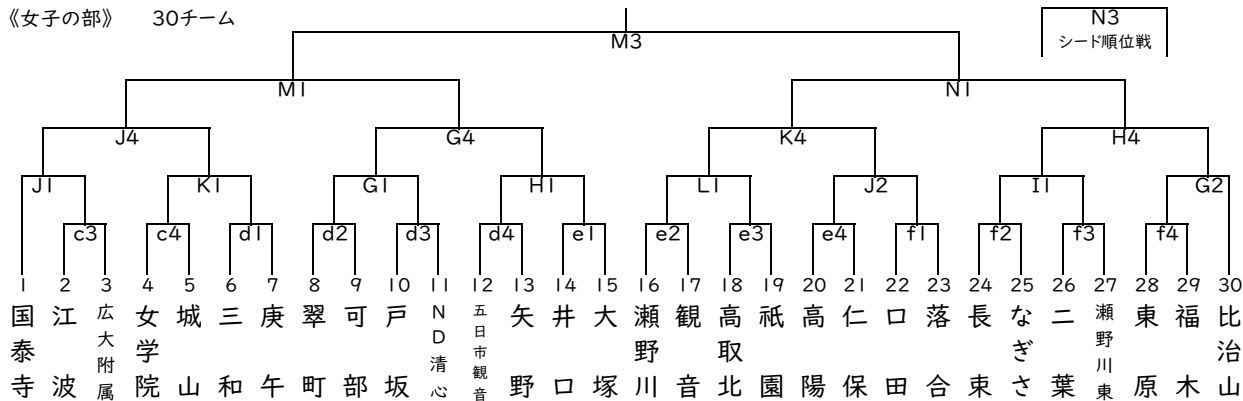 《女子の部》 30チーム
N3
シード順位戦
M3
M1 N1
J4 G4 K4 H4
J1 K1 G1 H1 L1 J2 I1 G2
c3 c4 d1 d2 d3 d4 e1 e2 e3 e4 f1 f2 f3 f4
1 2 3 4 5 6 7 8 9 10 11 12 13 14 15 16 17 18 19 20 21 22 23 24 25 26 27 28 29 30
国泰寺
江波
広大附属
女学院
城山
三和
庚午
翠町
可部
戸坂
ND清心
五日市観音
矢野
井口
大塚
瀬野川
観音
高取北
祇園
高陽
仁保
口田
落合
長束
なぎさ
二葉
瀬野川東
東原
福木
比治山